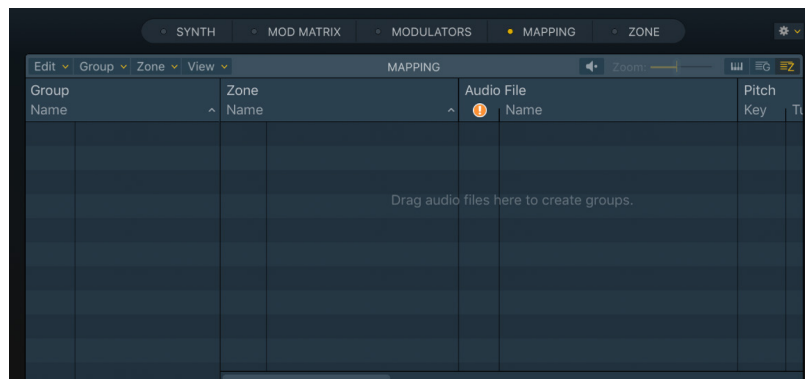 SYNTH MOD MATRIX MODULATORS MAPPING ZONE
Edit Group Zone View MAPPING Zoom: G Z
Group Zone Audio File Pitch
Name Name Name Key
Drag audio files here to create groups.